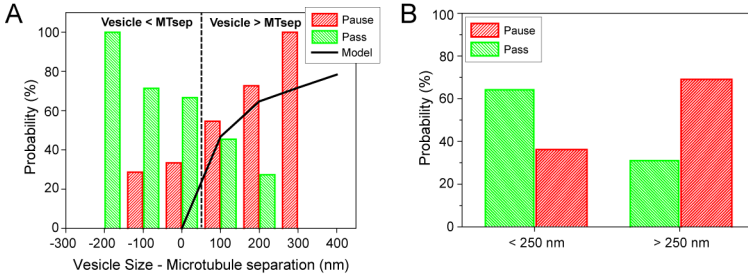 A
Vesicle < MTsep
Vesicle > MTsep
Pause
Pass
Model
Probability (%)
100
80
60
40
20
0
-300
-200
-100
0
100
200
300
400
Vesicle Size - Microtubule separation (nm)
B
Pause
Pass
Probability (%)
100
80
60
40
20
0
< 250 nm
> 250 nm